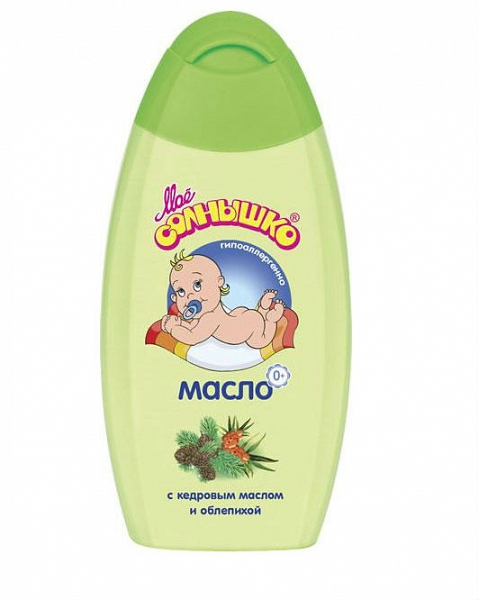 Моё
СОЛНЫШКО®
гипоаллергенно
МАСЛО
0+
с кедровым маслом
и облепихой